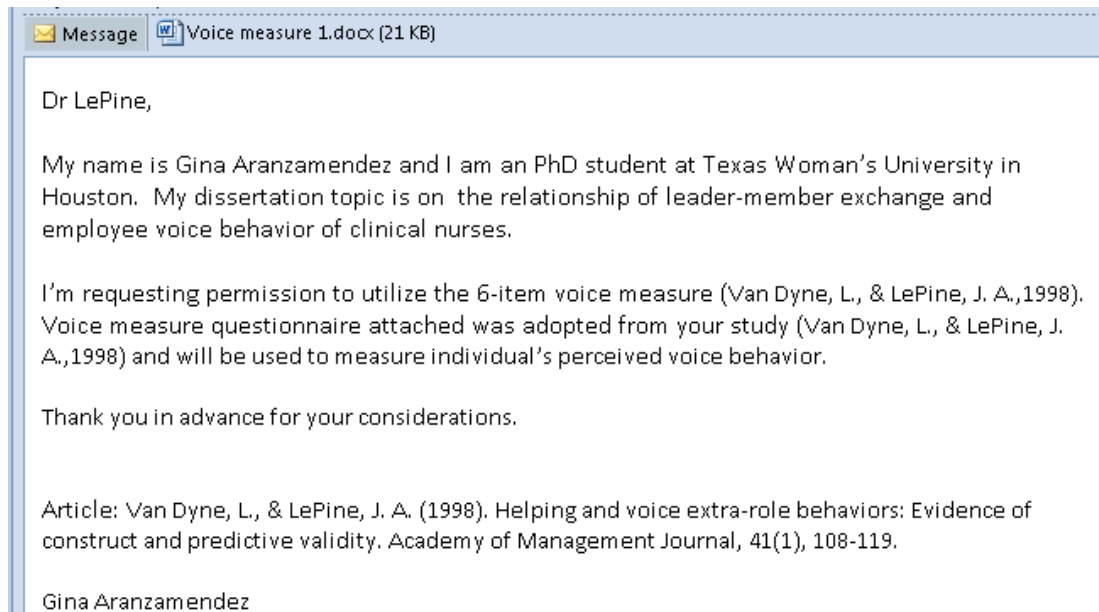 Message Voice measure 1.docx (21 KB)
Dr LePine,
My name is Gina Aranzamendez and I am an PhD student at Texas Woman's University in
Houston.  My dissertation topic is on  the relationship of leader-member exchange and
employee voice behavior of clinical nurses.
I'm requesting permission to utilize the 6-item voice measure (Van Dyne, L., & LePine, J. A.,1998).
Voice measure questionnaire attached was adopted from your study (Van Dyne, L., & LePine, J.
A.,1998) and will be used to measure individual's perceived voice behavior.
Thank you in advance for your considerations.
Article: Van Dyne, L., & LePine, J. A. (1998). Helping and voice extra-role behaviors: Evidence of
construct and predictive validity. Academy of Management Journal, 41(1), 108-119.
Gina Aranzamendez